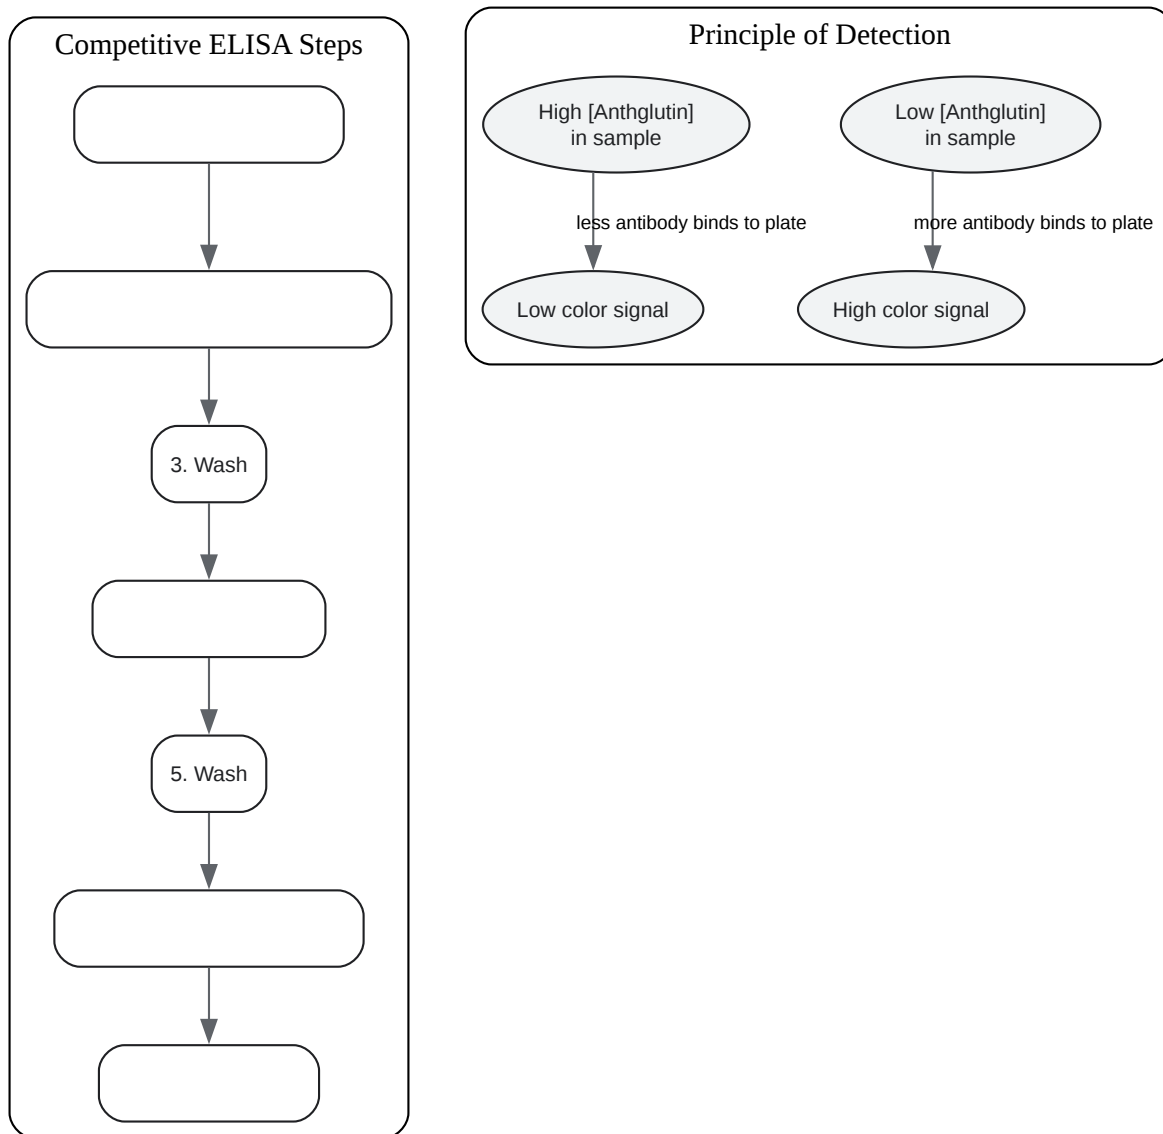 Competitive ELISA Steps
3. Wash
5. Wash
Principle of Detection
High [Anthglutin]
in sample
Low [Anthglutin]
in sample
less antibody binds to plate
more antibody binds to plate
Low color signal
High color signal